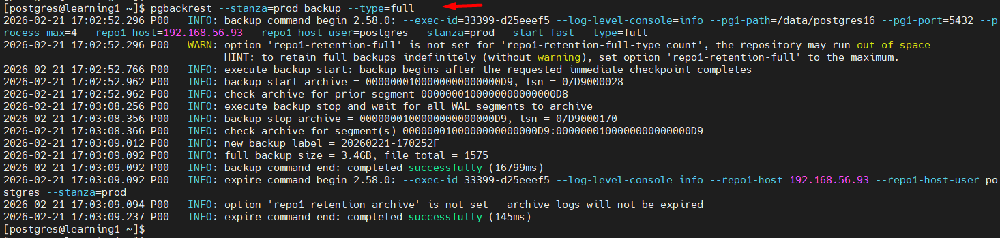 [postgres@learning1 ~]$ pgbackrest --stanza=prod backup --type=full
2026-02-21 17:02:52.296 P00   INFO: backup command begin 2.58.0: --exec-id=33399-d25eeef5 --log-level-console=info --pg1-path=/data/postgres16 --pg1-port=5432 --p
rocess-max=4 --repo1-host=192.168.56.93 --repo1-host-user=postgres --stanza=prod --start-fast --type=full
2026-02-21 17:02:52.296 P00   WARN: option 'repo1-retention-full' is not set for 'repo1-retention-full-type=count', the repository may run out of space
HINT: to retain full backups indefinitely (without warning), set option 'repo1-retention-full' to the maximum.
2026-02-21 17:02:52.766 P00   INFO: execute backup start: backup begins after the requested immediate checkpoint completes
2026-02-21 17:02:52.962 P00   INFO: backup start archive = 0000000100000000000000D9, lsn = 0/D9000028
2026-02-21 17:02:52.962 P00   INFO: check archive for prior segment 0000000100000000000000D8
2026-02-21 17:03:08.256 P00   INFO: execute backup stop and wait for all WAL segments to archive
2026-02-21 17:03:08.356 P00   INFO: backup stop archive = 0000000100000000000000D9, lsn = 0/D9000170
2026-02-21 17:03:08.366 P00   INFO: check archive for segment(s) 0000000100000000000000D9:0000000100000000000000D9
2026-02-21 17:03:09.012 P00   INFO: new backup label = 20260221-170252F
2026-02-21 17:03:09.092 P00   INFO: full backup size = 3.4GB, file total = 1575
2026-02-21 17:03:09.092 P00   INFO: backup command end: completed successfully (16799ms)
2026-02-21 17:03:09.092 P00   INFO: expire command begin 2.58.0: --exec-id=33399-d25eeef5 --log-level-console=info --repo1-host=192.168.56.93 --repo1-host-user=po
stgres --stanza=prod
2026-02-21 17:03:09.094 P00   INFO: option 'repo1-retention-archive' is not set - archive logs will not be expired
2026-02-21 17:03:09.237 P00   INFO: expire command end: completed successfully (145ms)
[postgres@learning1 ~]$